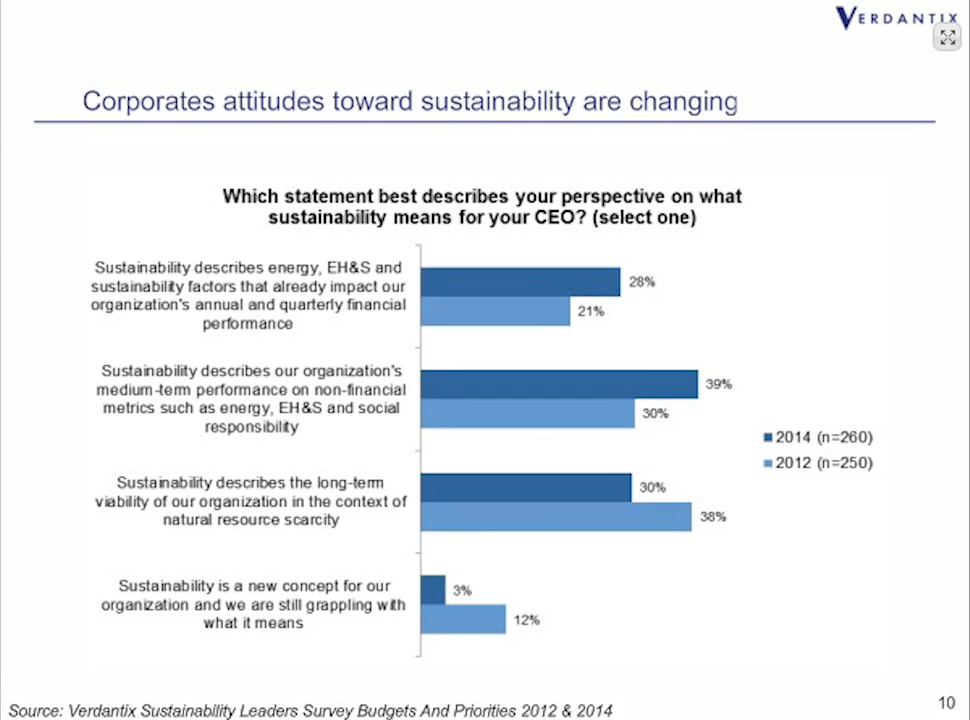 VERDANTIX
Corporates attitudes toward sustainability are changing
Which statement best describes your perspective on what
sustainability means for your CEO? (select one)
Sustainability describes energy, EH&S and
sustainability factors that already impact our
organization's annual and quarterly financial
performance
28%
21%
Sustainability describes our organization's
medium-term performance on non-financial
metrics such as energy, EH&S and social
responsibility
39%
30%
Sustainability describes the long-term
viability of our organization in the context of
natural resource scarcity
30%
38%
Sustainability is a new concept for our
organization and we are still grappling with
what it means
3%
12%
2014 (n=260)
2012 (n=250)
Source: Verdantix Sustainability Leaders Survey Budgets And Priorities 2012 & 2014
10